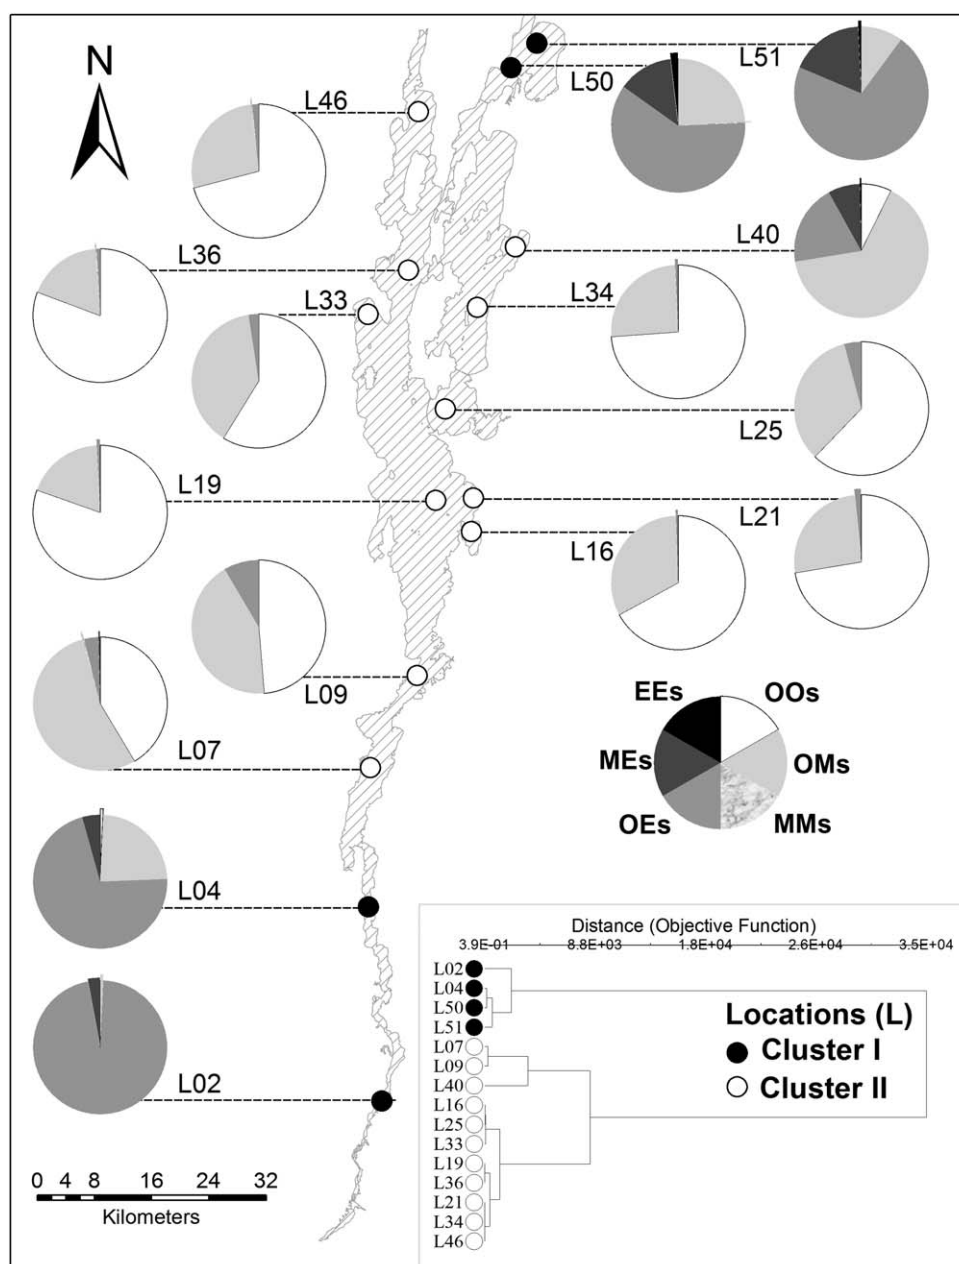 N
L46
L50
L51
L36
L33
L34
L40
L25
L19
L21
L16
L09
L07
EEs
OOs
MEs
OMs
OEs
MMs
L04
L02
0 4 8 16 24 32
Kilometers
Distance (Objective Function)
3.9E-01 8.8E+03 1.8E+04 2.6E+04 3.5E+04
L02
L04
L50
L51
L07
L09
L40
L16
L25
L33
L19
L36
L21
L34
L46
Locations (L)
Cluster I
Cluster II